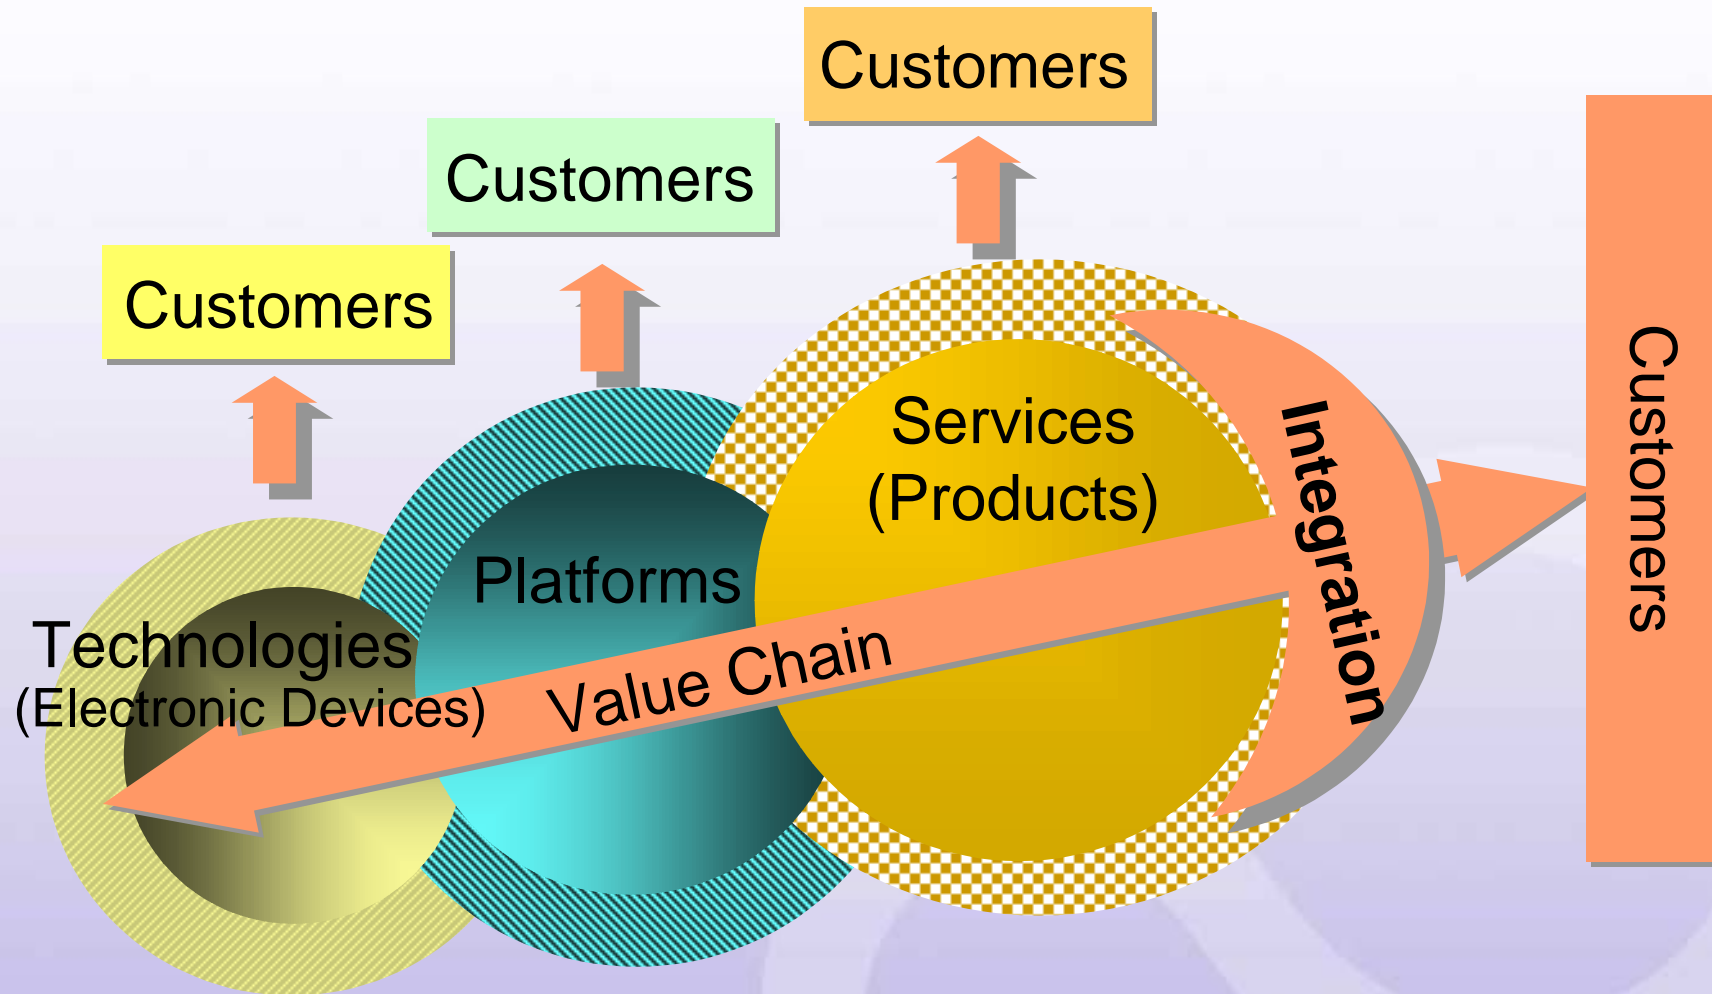 Customers
Customers
Customers
Customers
Services
(Products)
Integration
Platforms
Technologies
(Electronic Devices)
Value Chain